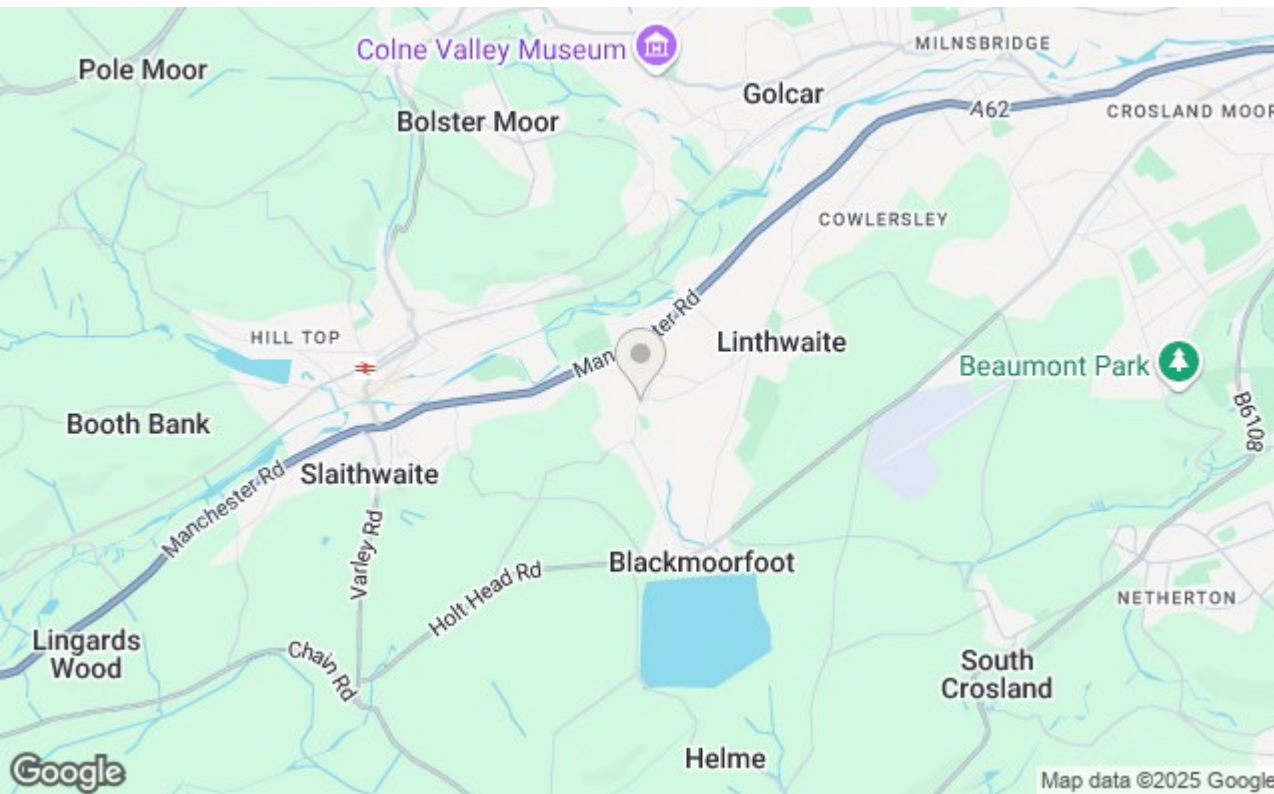 Colne Valley Museum
MILNSBRIDGE
Pole Moor
Golcar
A62
CROSLAND MOOR
Bolster Moor
COWLERSLEY
Manchester Rd
HILL TOP
Linthwaite
Beaumont Park
Booth Bank
B6108
Slaithwaite
Manchester Rd
Varley Rd
Blackmoorfoot
Holt Head Rd
NETHERTON
Lingards
Wood
Chain Rd
South
Crosland
Helme
Google
Map data ©2025 Google